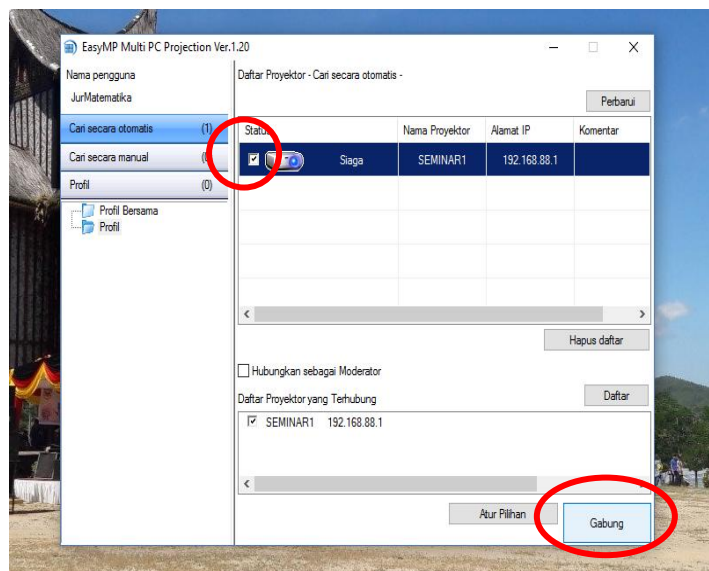 EasyMP Multi PC Projection Ver.1.20
Nama pengguna
JurMatematika
Cari secara otomatis (1)
Cari secara manual
Profil (0)
Profil Bersama
Profil
Daftar Proyektor - Cari secara otomatis -
Perbarui
Nama Proyektor Alamat IP Komentar
Siaga SEMINAR1 192.168.88.1
Hapus daftar
Hubungkan sebagai Moderator
Daftar Proyektor yang Terhubung
Daftar
SEMINAR1 192.168.88.1
Atur Pilihan
Gabung